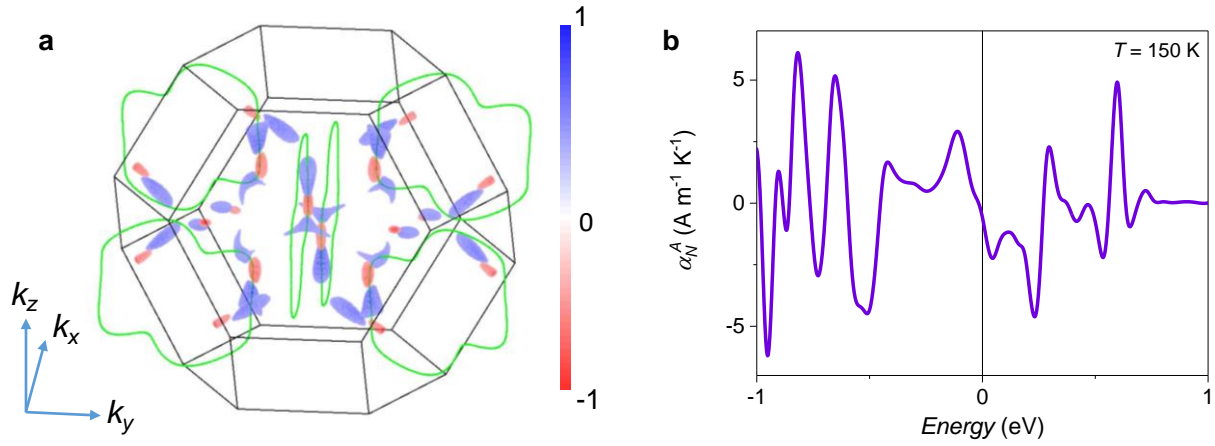 a
1
0
-1
k_z
k_x
k_y
b
T = 150 K
α_N^A (A m⁻¹ K⁻¹)
5
0
-5
-1
0
1
Energy (eV)